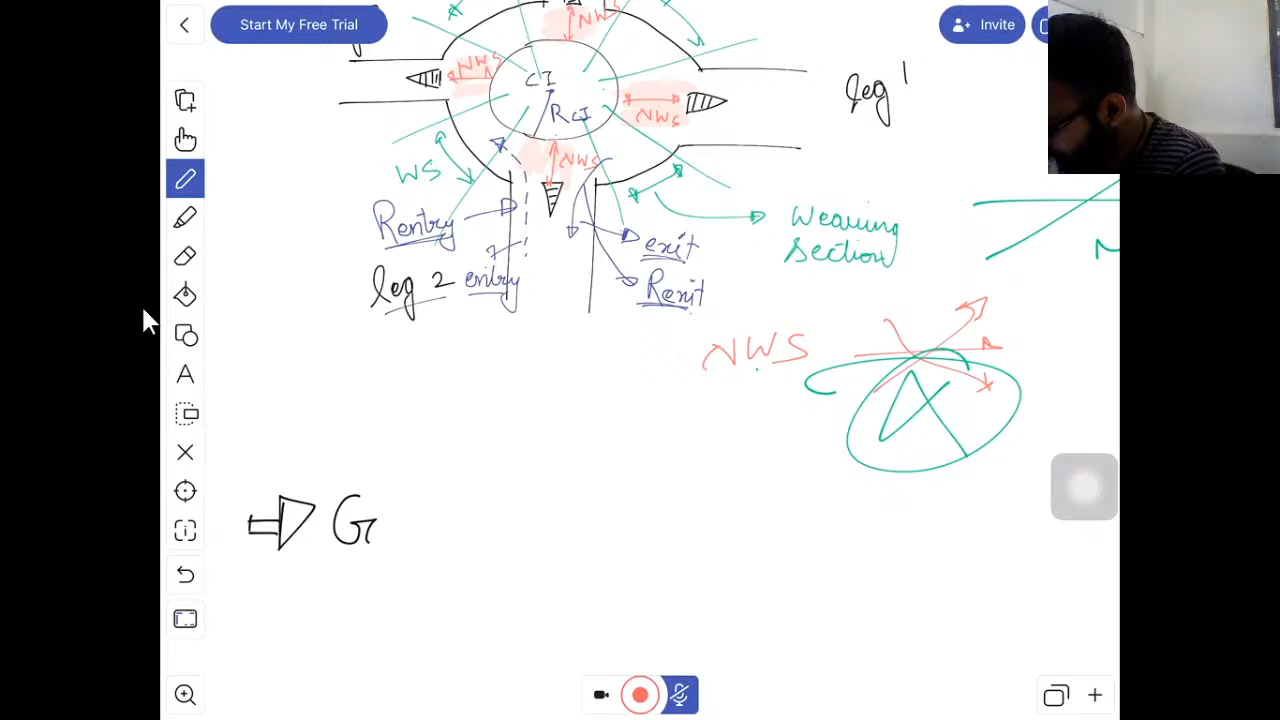 Start My Free Trial
Invite
NWS
NWS
CI
RCI
NWS
leg 1
NWS
WS
Rentry
exit
Weaving
section
leg 2 entry
Rexit
NWS
G
A